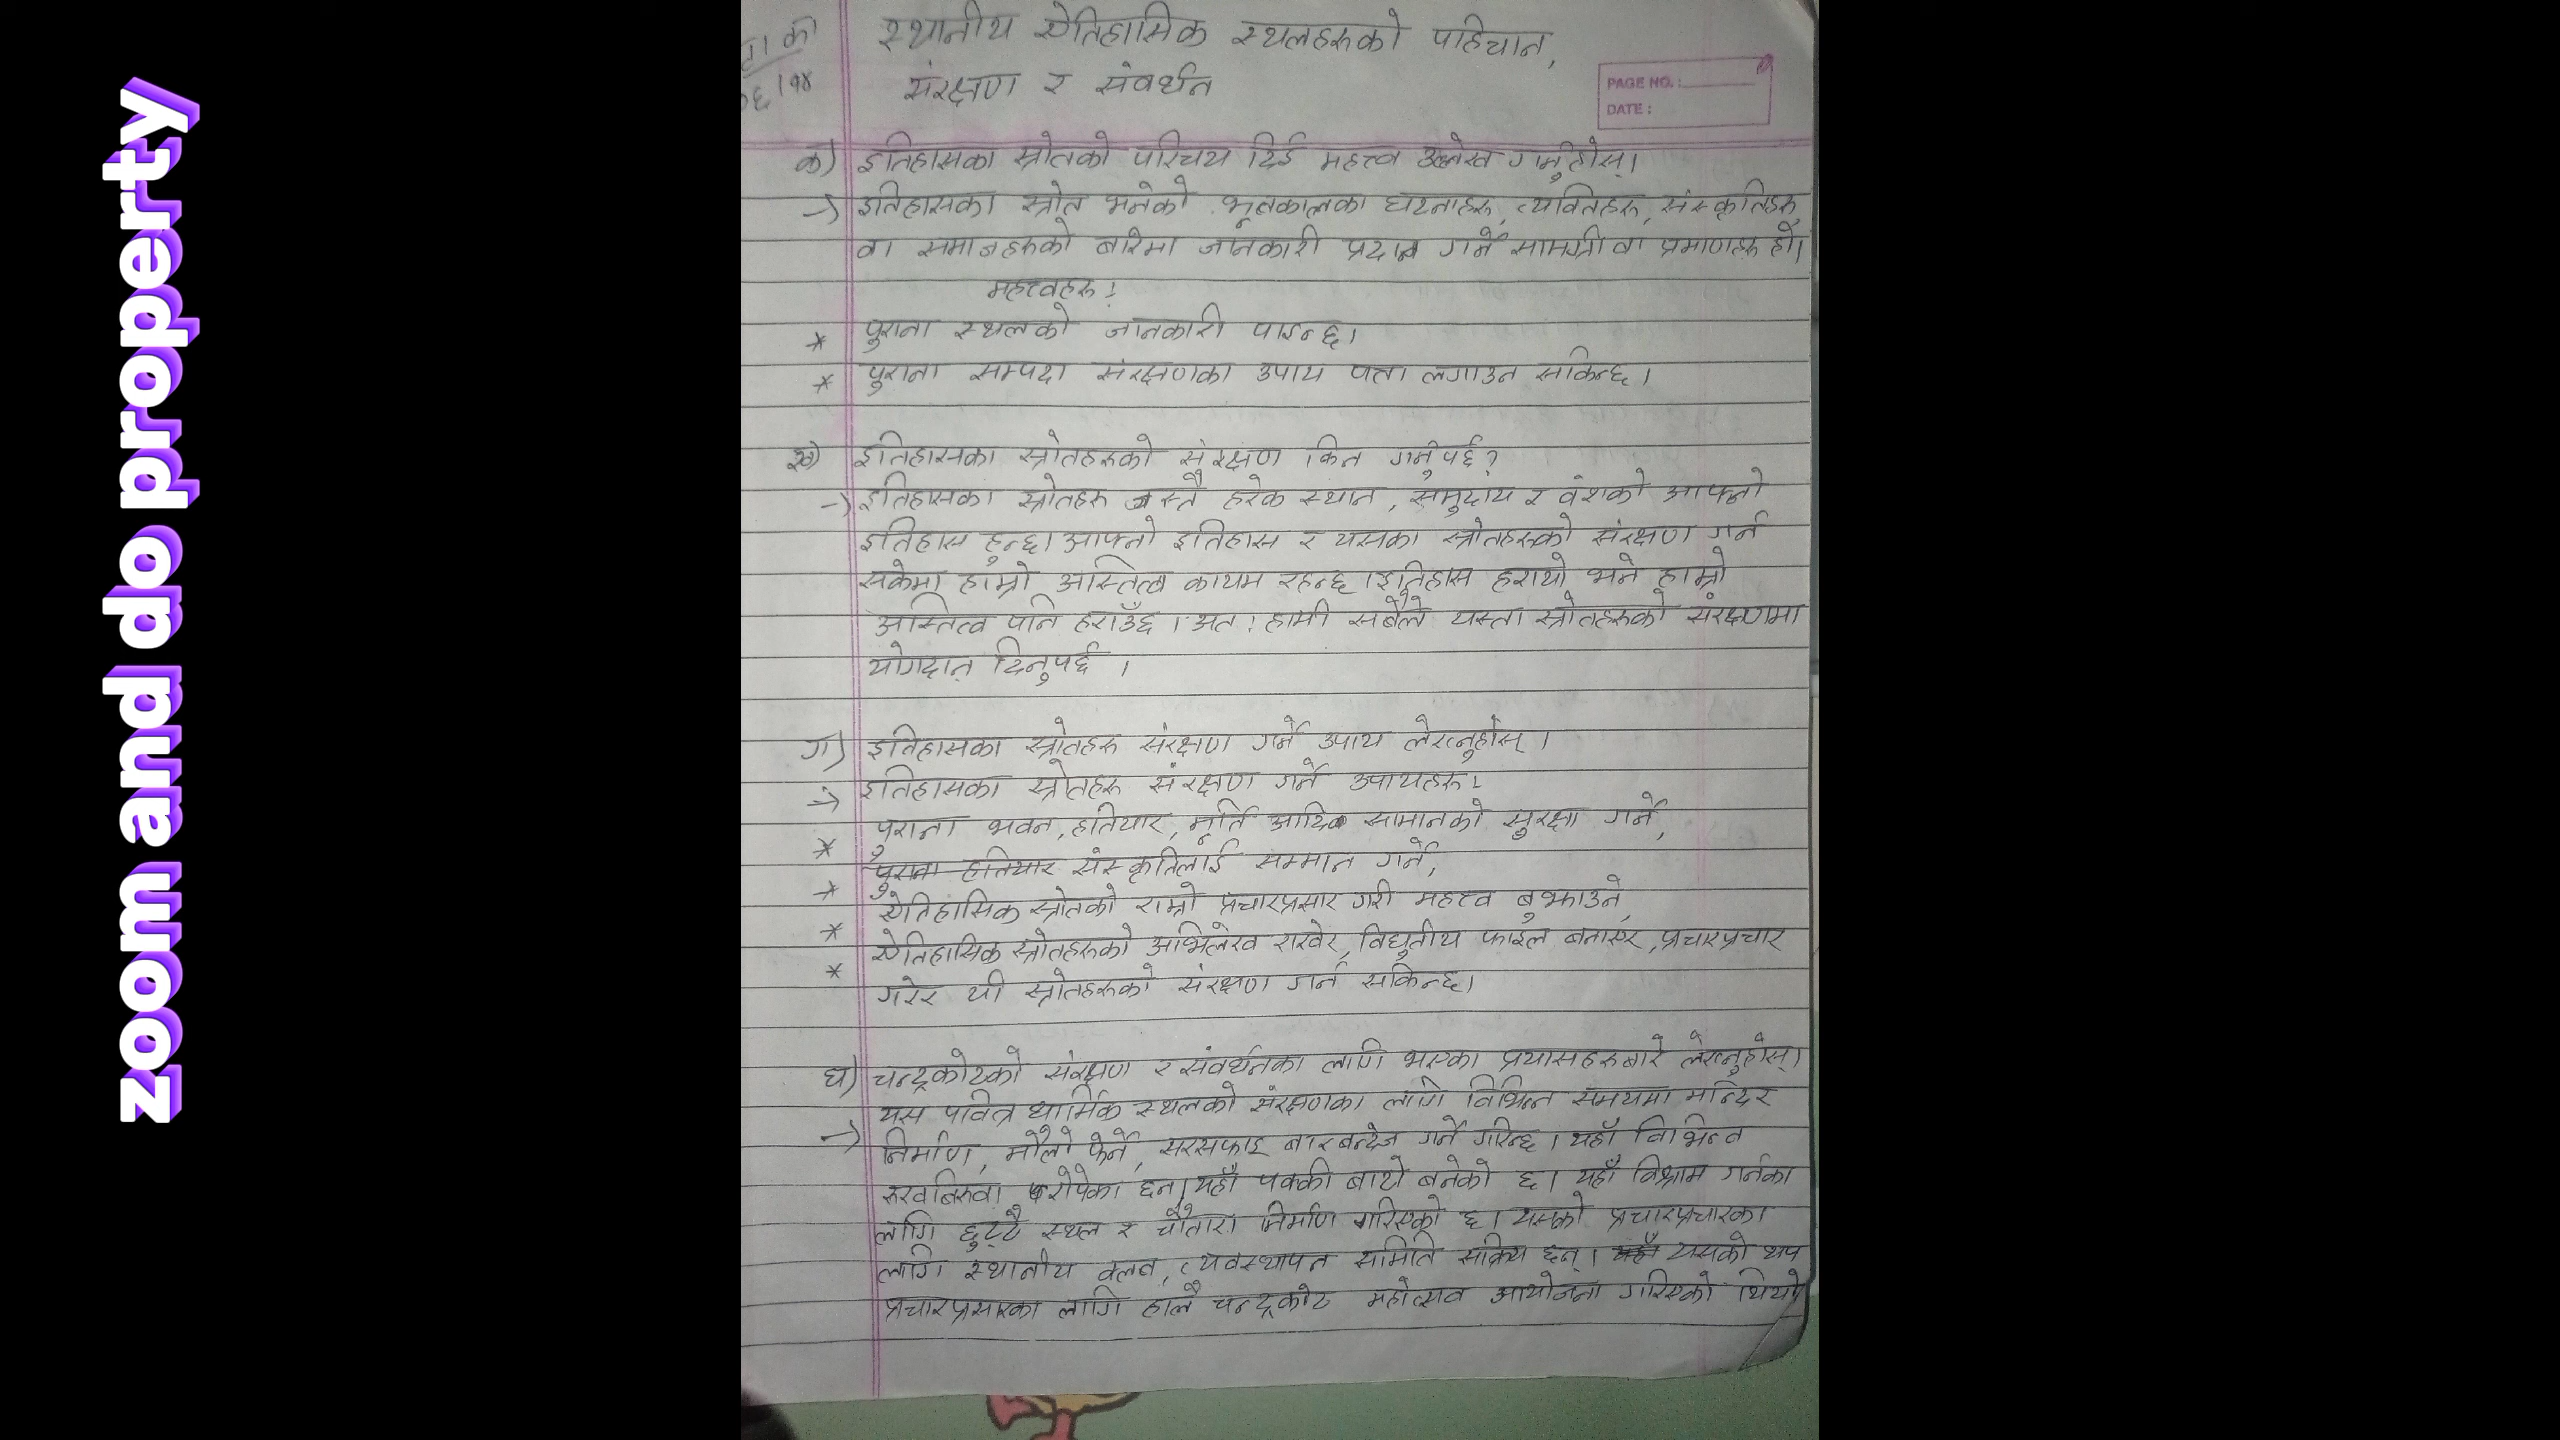 zoom and do property
स्थानीय ऐतिहासिक स्थलहरुको पहिचान,
संरक्षण र संवर्धन
PAGE NO.:
DATE :
क) इतिहासका स्रोतको परिचय दिई महत्त्व उल्लेख गर्नुहोस्।
→ इतिहासका स्रोत भनेको भूतकालका घटनाहरु, व्यक्तिहरु, संस्कृतिहरु
वा समाजहरुको बारेमा जानकारी प्रदान गर्ने सामग्री वा प्रमाणहरु हो।
महत्त्वहरु:
* पुराना स्थलको जानकारी पाइन्छ।
* पुराना सम्पदा संरक्षणका उपाय पत्ता लगाउन सकिन्छ।
ख) इतिहासका स्रोतहरुको संरक्षण किन गर्नुपर्छ?
→ इतिहासका स्रोतहरु जस्तै हरेक स्थान, समुदाय र वंशको आफ्नो
इतिहास हुन्छ। आफ्नो इतिहास र यसका स्रोतहरुको संरक्षण गर्न
सकेमा हाम्रो अस्तित्व कायम रहन्छ। इतिहास हरायो भने हाम्रो
अस्तित्व पनि हराउँछ। अत: हामी सबैले यस्ता स्रोतहरुको संरक्षणमा
योगदान दिनुपर्छ।
ग) इतिहासका स्रोतहरु संरक्षण गर्ने उपाय लेख्नुहोस्।
→ इतिहासका स्रोतहरु संरक्षण गर्ने उपायहरु:
* पुराना भवन, हतियार, मूर्ति आदि सामानको सुरक्षा गर्ने,
* पुराना हतियार संस्कृतिलाई सम्मान गर्ने,
* ऐतिहासिक स्रोतको राम्रो प्रचारप्रसार गरी महत्त्व बुझाउने,
* ऐतिहासिक स्रोतहरुको अभिलेख राखेर, विद्युतीय फाइल बनाएर, प्रचारप्रचार
गरेर यी स्रोतहरुको संरक्षण गर्न सकिन्छ।
घ) चन्द्रकोटको संरक्षण र संवर्धनका लागि भएका प्रयासहरुबारे लेख्नुहोस्।
→ यस पवित्र धार्मिक स्थलको संरक्षणका लागि विभिन्न समयमा मन्दिर
निर्माण, मौलो फेर्ने, सरसफाइ बारबन्देज गर्ने गरिन्छ। यहाँ विभिन्न
रुखबिरुवा रोपेका छन्। यहाँ पक्की बाटो बनेको छ। यहाँ विश्राम गर्नका
लागि छुट्टै स्थल र चौतारो निर्माण गरिएको छ। यसको प्रचारप्रचारका
लागि स्थानीय क्लब, व्यवस्थापन समिति सक्रिय छन्। यसको थप
प्रचारप्रसारका लागि हालै चन्द्रकोट महोत्सव आयोजना गरिएको थियो